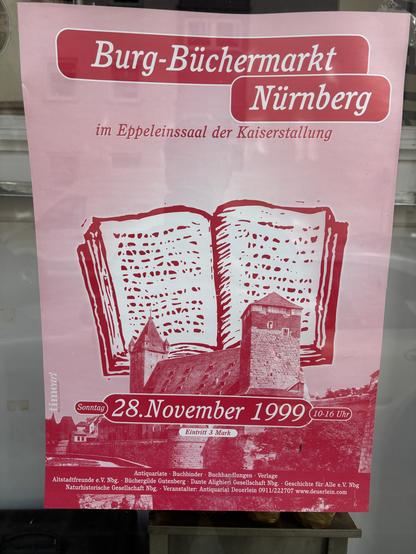 Burg-Büchermarkt
Nürnberg
im Eppeleinssaal der Kaiserstallung
Sonntag 28.November 1999 10-16 Uhr
Eintritt 3 Mark
Antiquariate · Buchbinder · Buchhandlungen · Verlage
Altstadtfreunde e.V. Nbg. · Büchergilde Gutenberg · Dante Alighieri Gesellschaft Nbg. · Geschichte für Alle e.V. Nbg
Naturhistorische Gesellschaft Nbg. · Veranstalter: Antiquariat Deuerlein 0911/222707 www.deuerlein.com